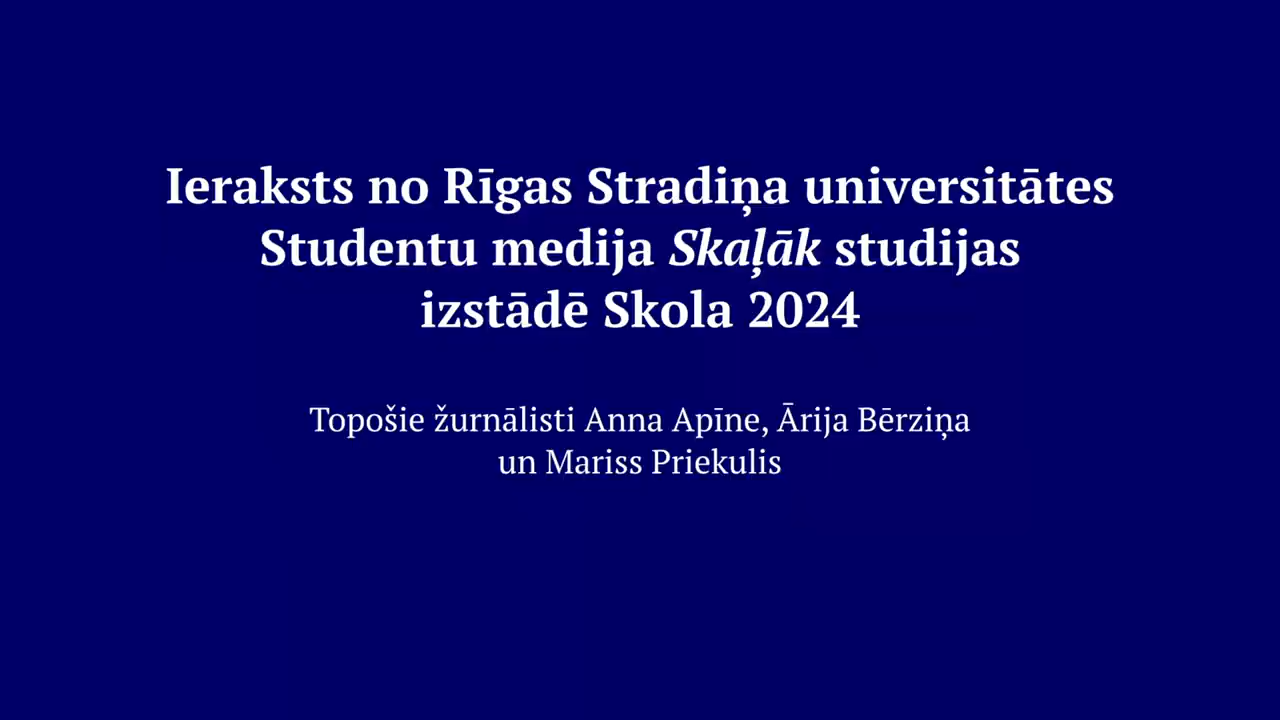 Ieraksts no Rīgas Stradiņa universitātes
Studentu medija Skaļāk studijas
izstādē Skola 2024
Topošie žurnālisti Anna Apīne, Ārija Bērziņa
un Mariss Priekulis